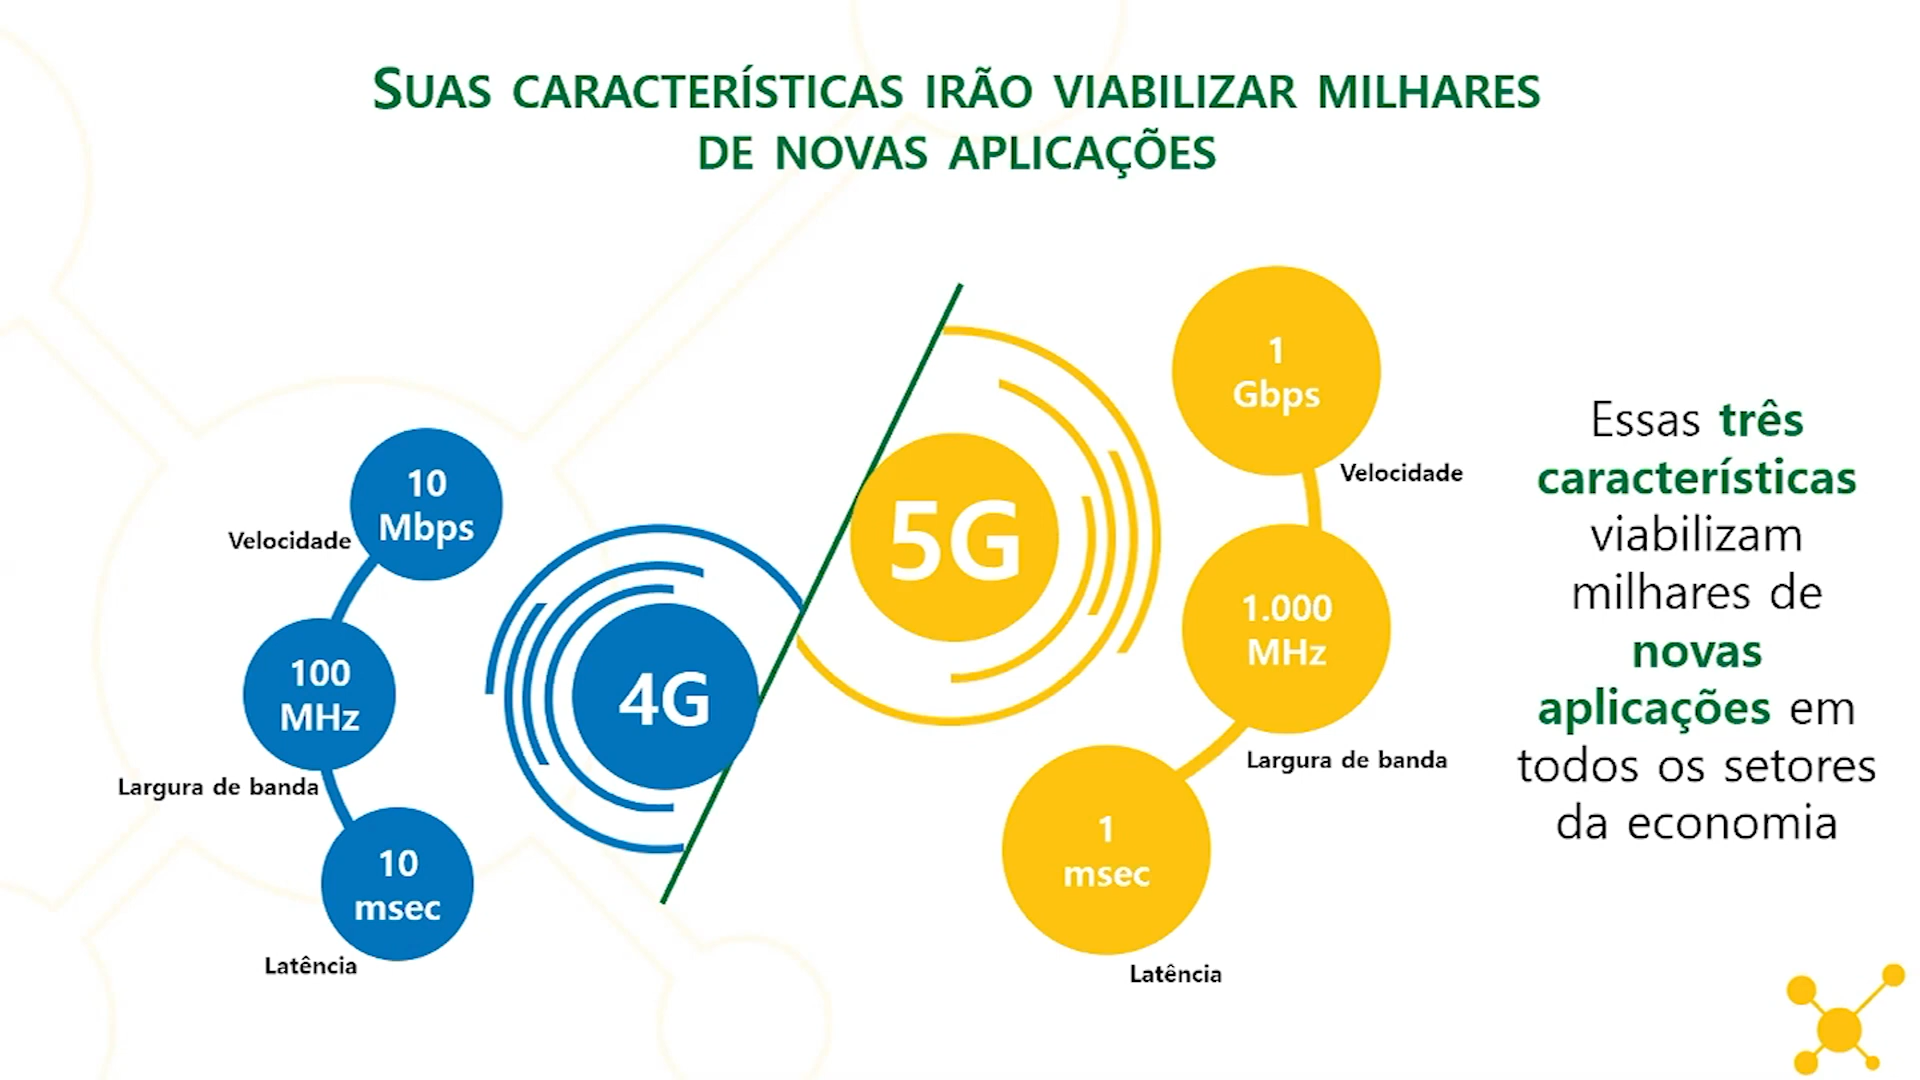 SUAS CARACTERÍSTICAS IRÃO VIABILIZAR MILHARES
DE NOVAS APLICAÇÕES
10
Mbps
Velocidade
100
MHz
Largura de banda
10
msec
Latência
4G
5G
1
Gbps
Velocidade
1.000
MHz
Largura de banda
1
msec
Latência
Essas três
características
viabilizam
milhares de
novas
aplicações em
todos os setores
da economia